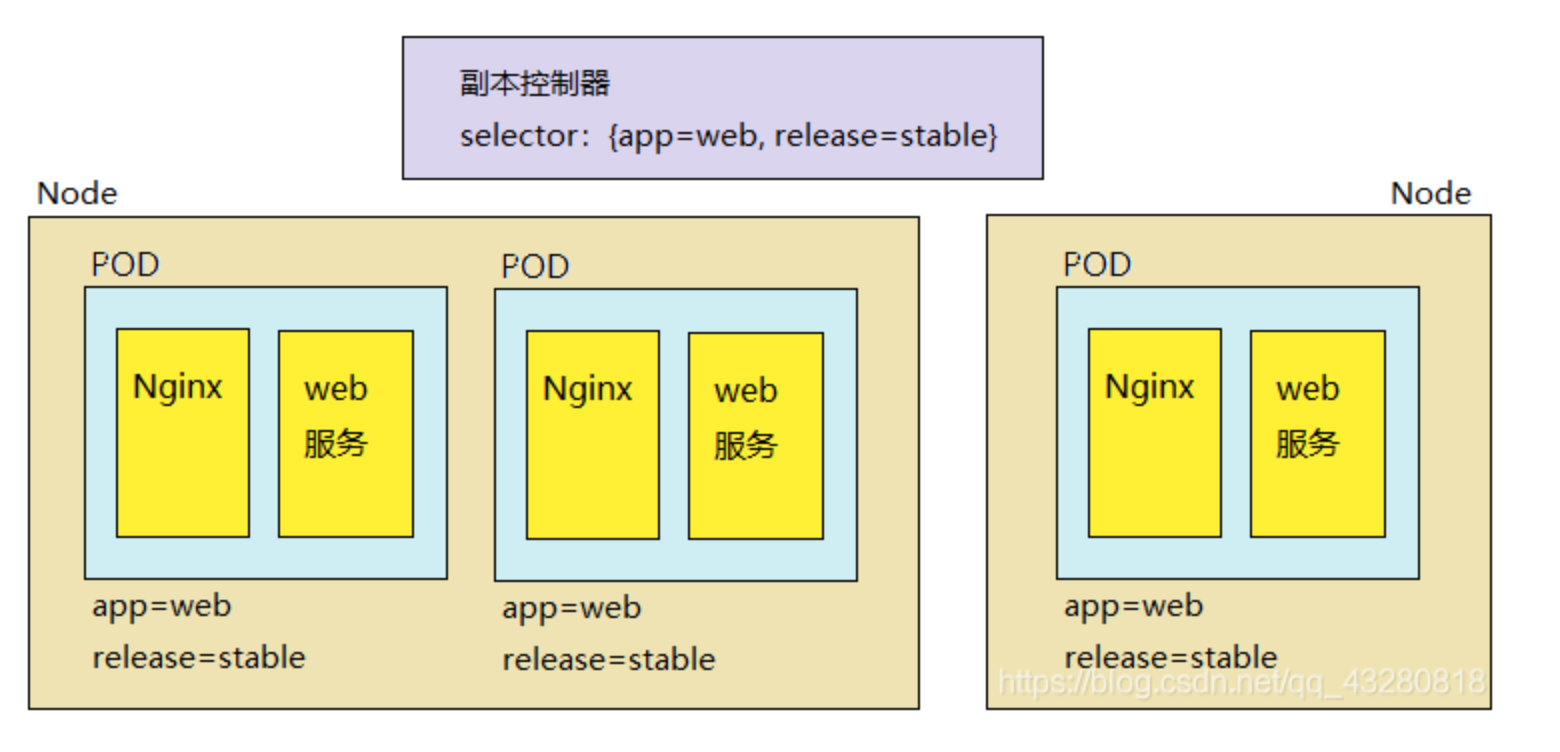 副本控制器
selector：{app=web, release=stable}
Node
POD
Nginx
web
服务
app=web
release=stable
POD
Nginx
web
服务
app=web
release=stable
Node
POD
Nginx
web
服务
app=web
release=stable
https://blog.csdn.net/qq_43280818